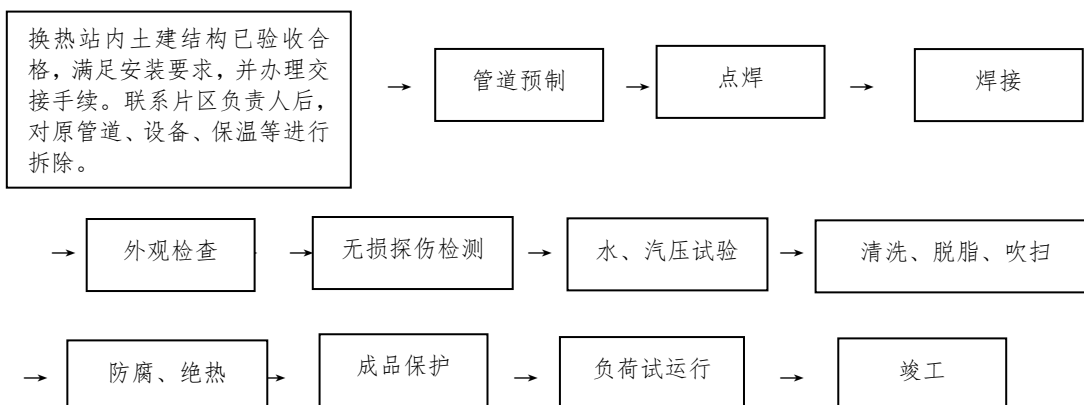 换热站内土建结构已验收合
格，满足安装要求，并办理交
接手续。联系片区负责人后，
对原管道、设备、保温等进行
拆除。
管道预制
点焊
焊接
外观检查
无损探伤检测
水、汽压试验
清洗、脱脂、吹扫
防腐、绝热
成品保护
负荷试运行
竣工